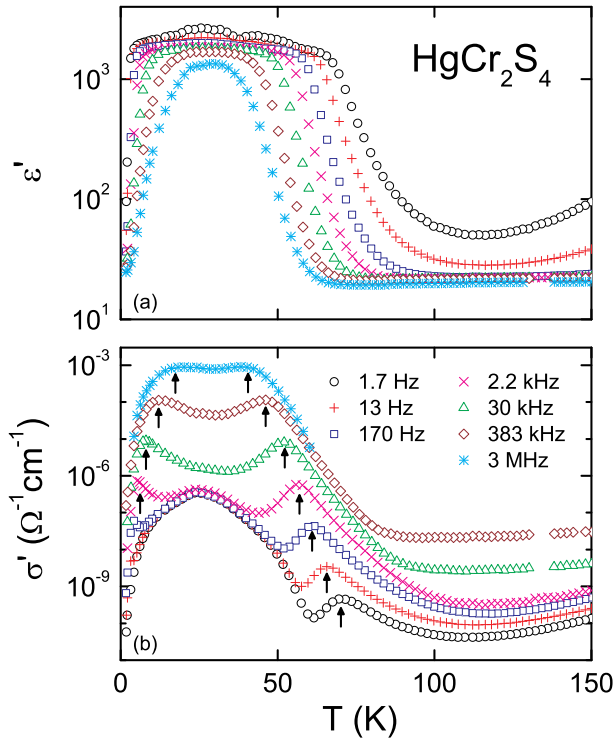 HgCr₂S₄
10³
10²
10¹
ε'
(a)
10⁻³
10⁻⁶
10⁻⁹
σ' (Ω⁻¹cm⁻¹)
1.7 Hz
13 Hz
170 Hz
2.2 kHz
30 kHz
383 kHz
3 MHz
(b)
0 50 100 150
T (K)